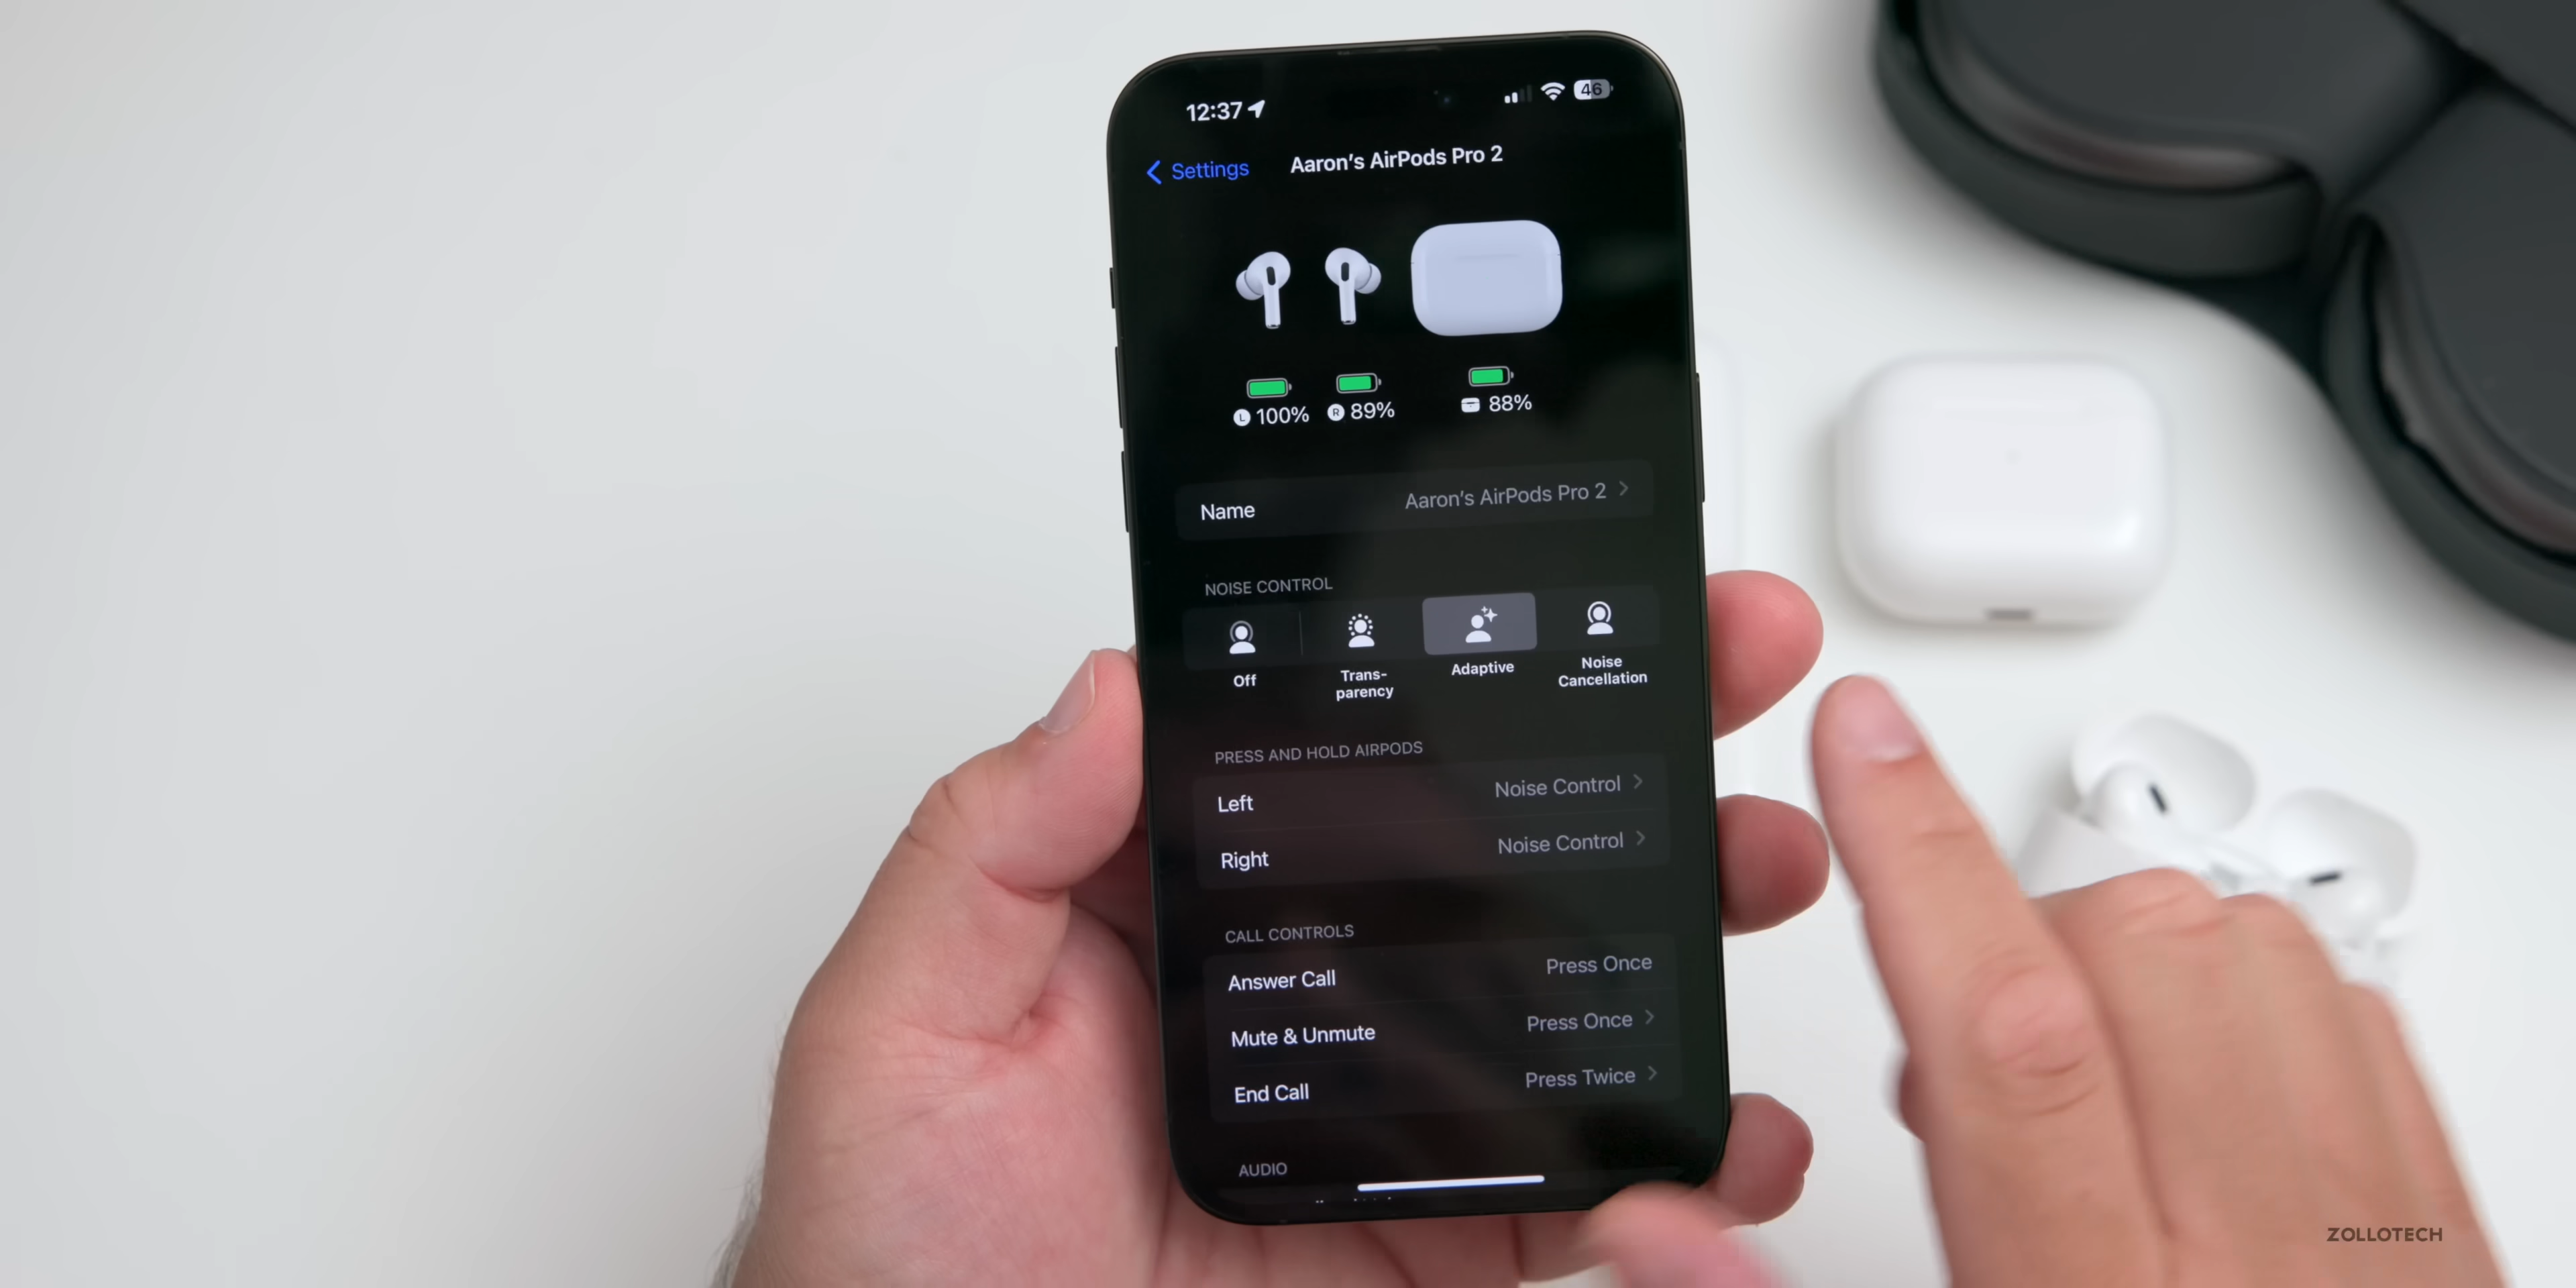 12:37
46
Settings
Aaron's AirPods Pro 2
L 100%
R 89%
88%
Name
Aaron's AirPods Pro 2
NOISE CONTROL
Off
Trans-
parency
Adaptive
Noise
Cancellation
PRESS AND HOLD AIRPODS
Left
Noise Control
Right
Noise Control
CALL CONTROLS
Answer Call
Press Once
Mute & Unmute
Press Once
End Call
Press Twice
AUDIO
ZOLLOTECH